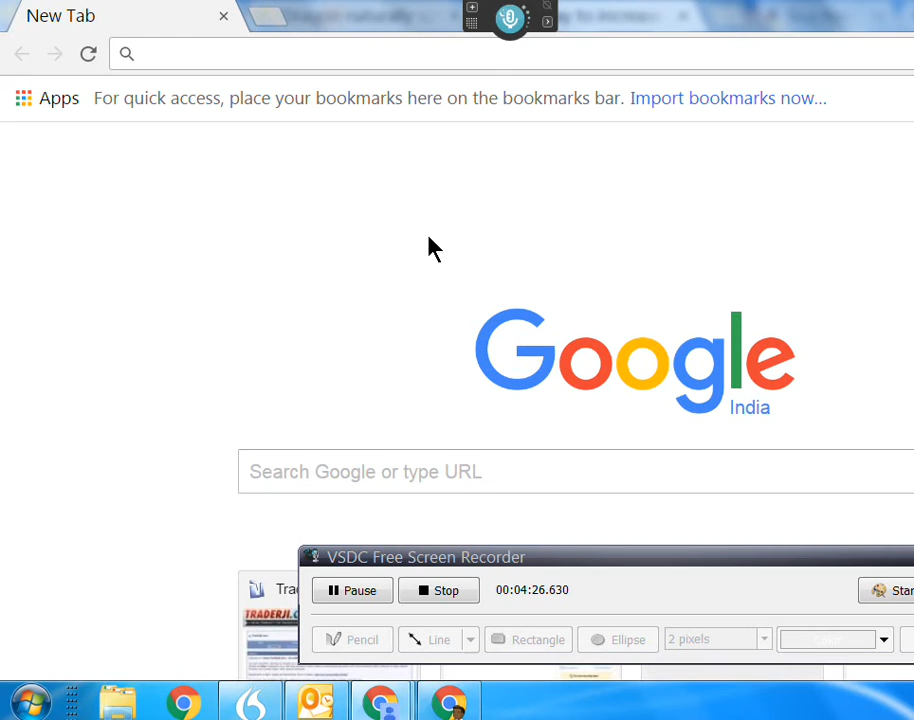 New Tab
Apps For quick access, place your bookmarks here on the bookmarks bar. Import bookmarks now...
Google
India
Search Google or type URL
VSDC Free Screen Recorder
Pause Stop 00:04:26.630
TRADERJI.C
Pencil Line Rectangle Ellipse 2 pixels